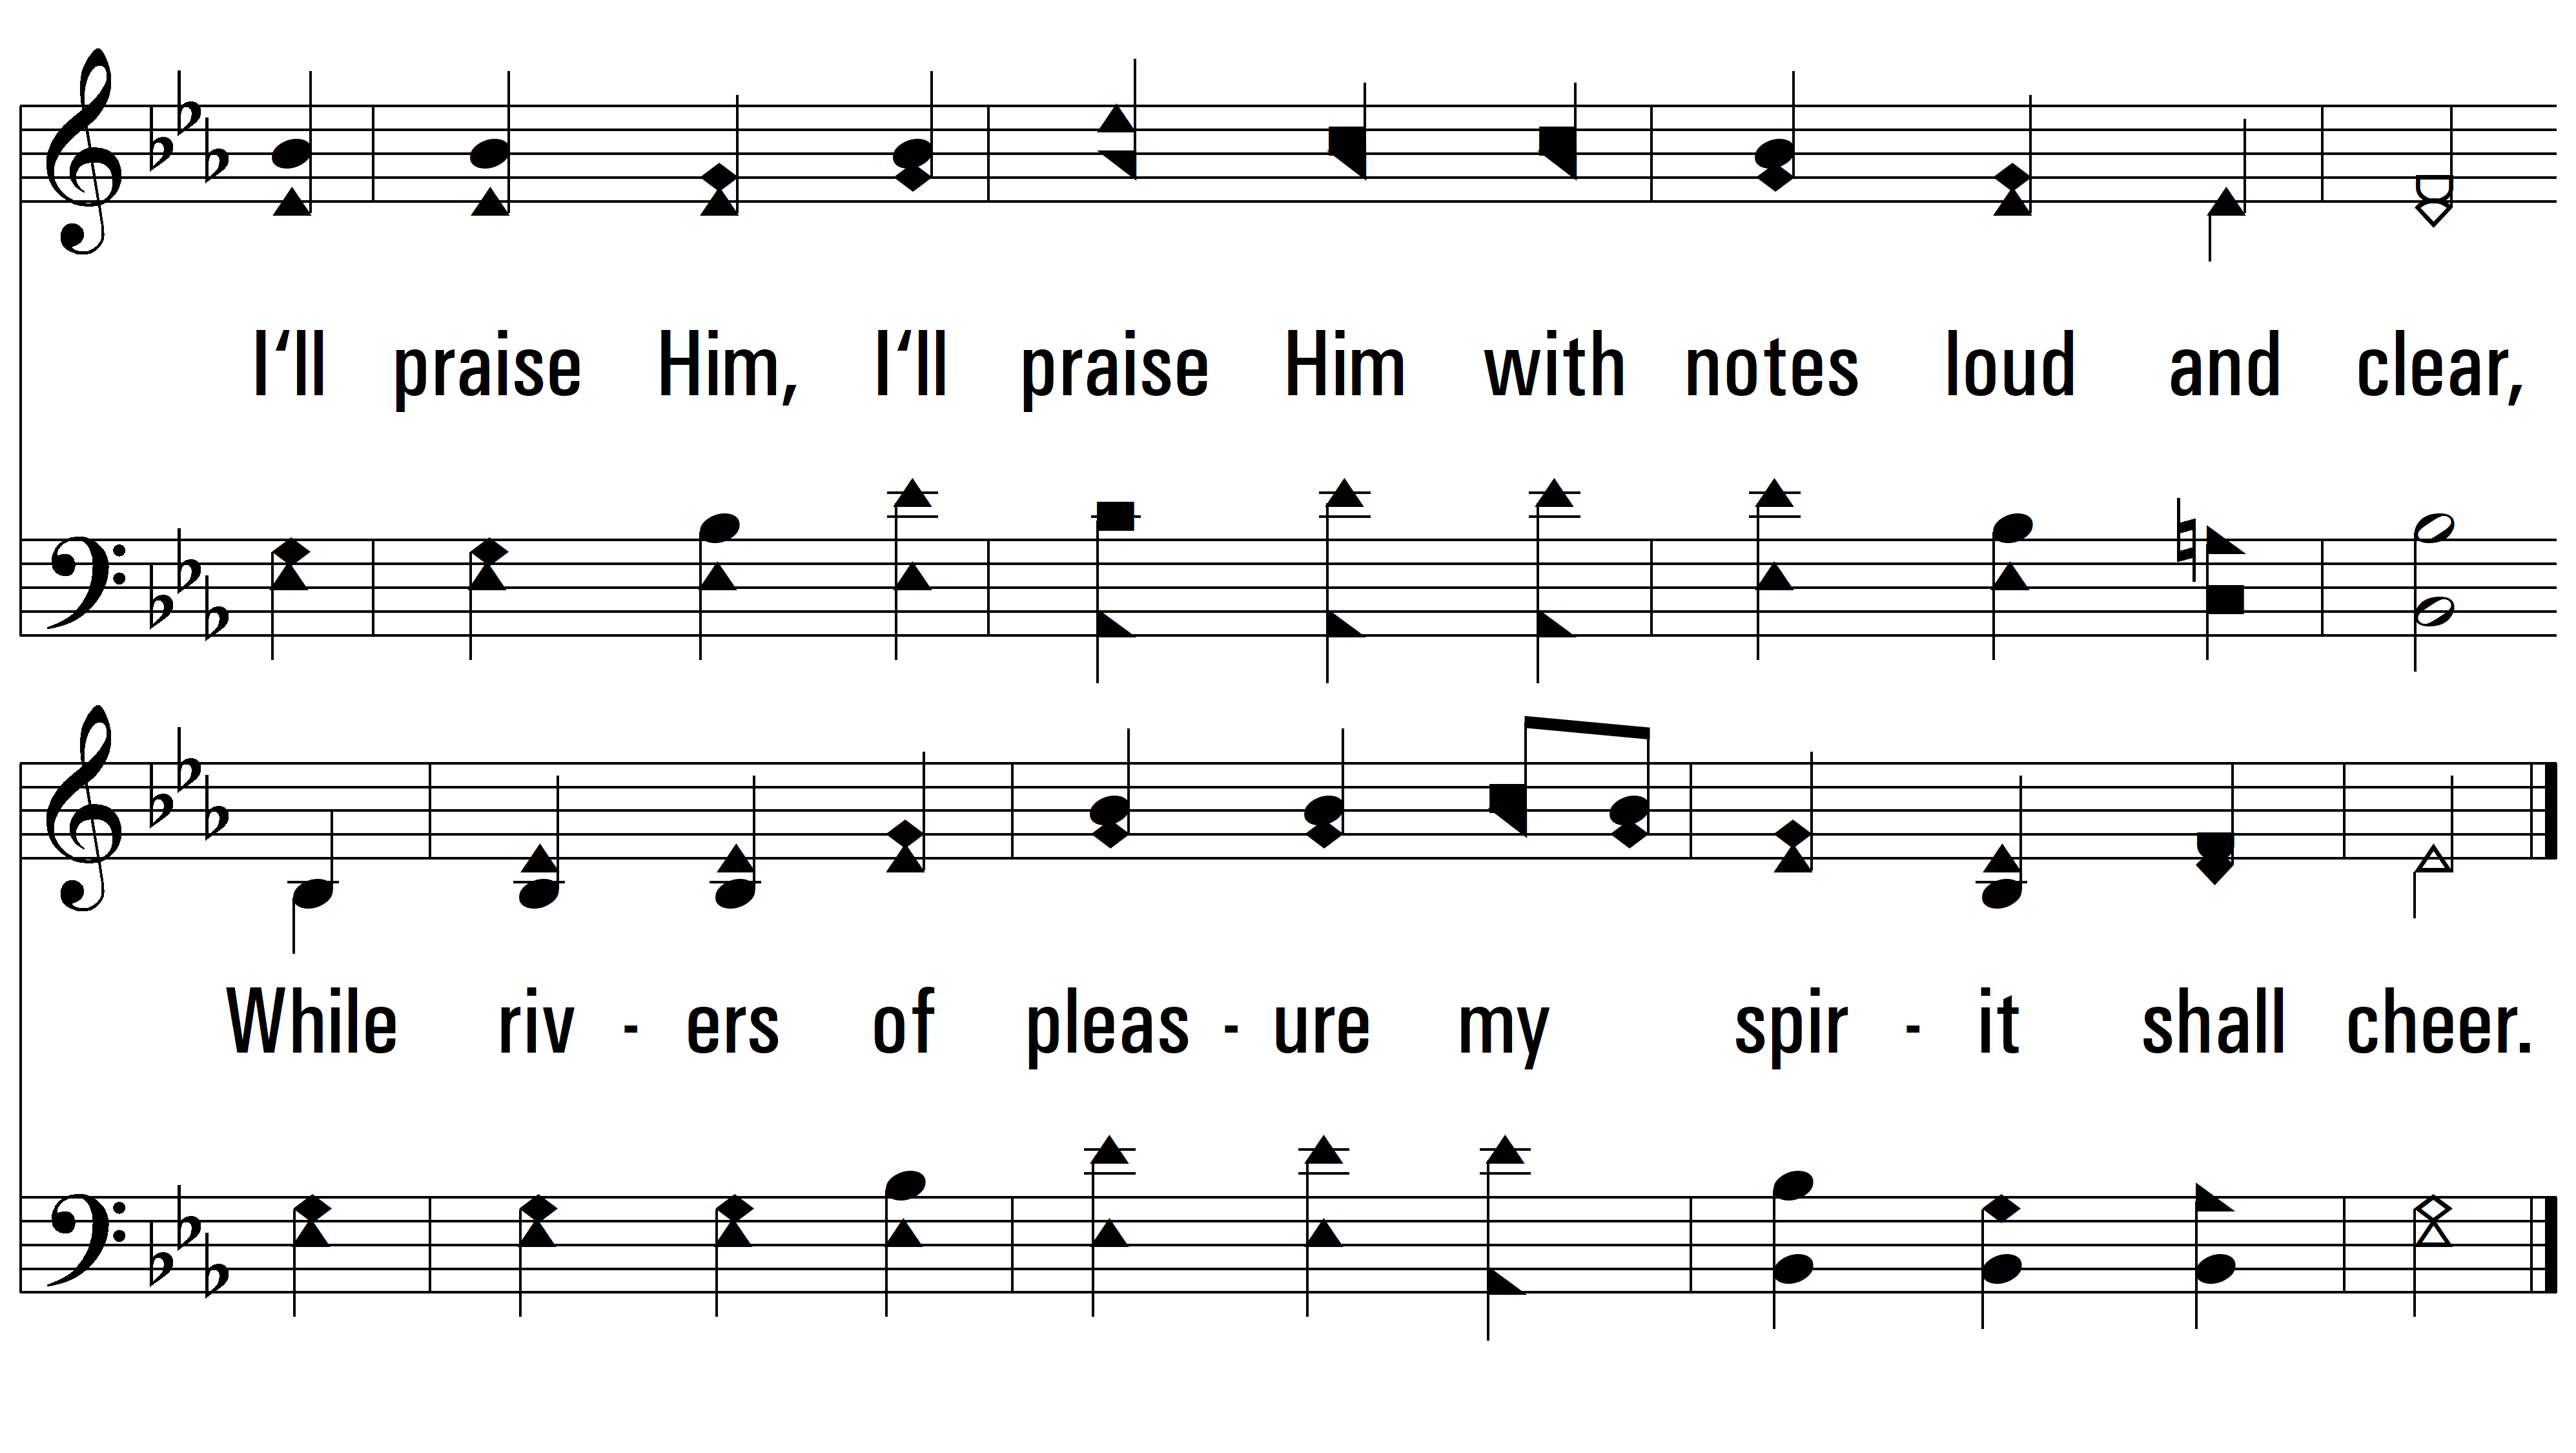 I‘ll praise Him, I‘ll praise Him with notes loud and clear,
While riv - ers of pleas - ure my spir - it shall cheer.